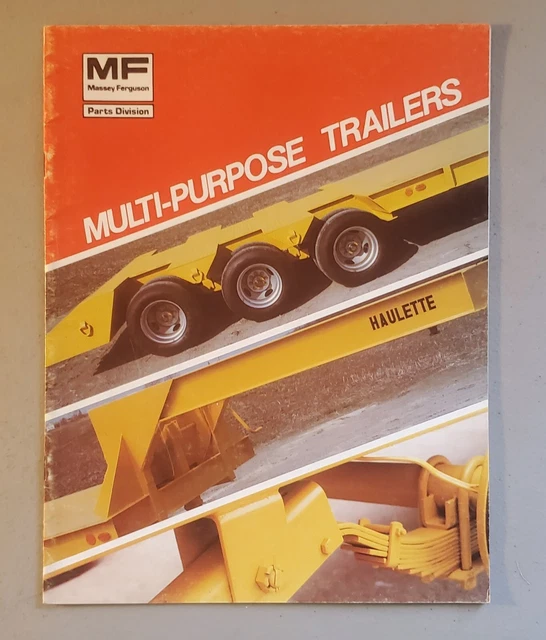 MF
Massey Ferguson
Parts Division
MULTI-PURPOSE TRAILERS
HAULETTE